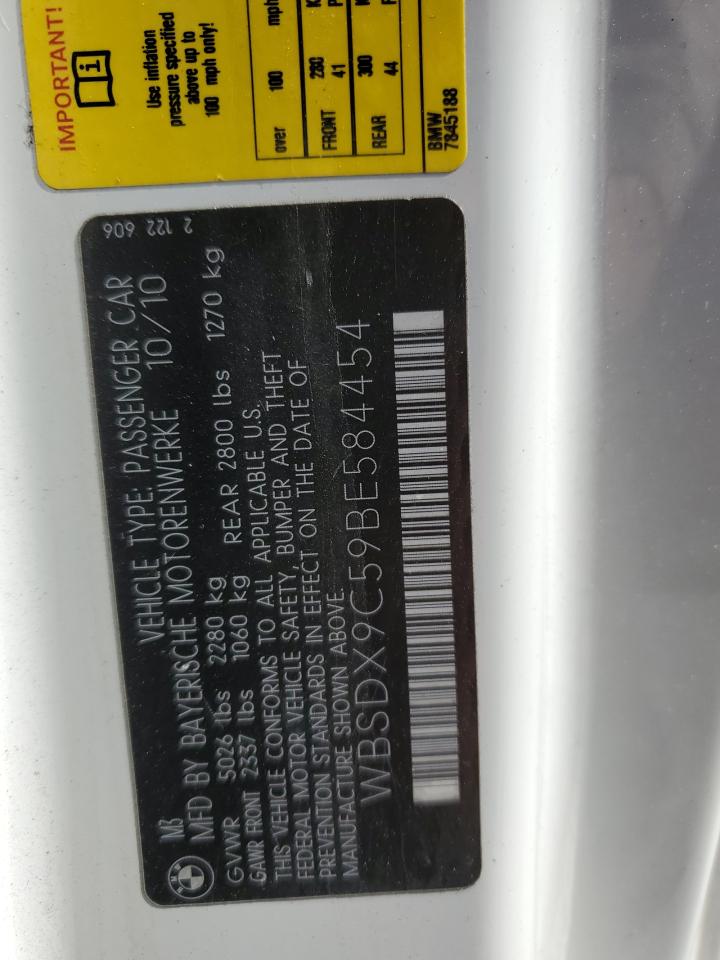 M3 VEHICLE TYPE: PASSENGER CAR
MFD BY BAYERISCHE MOTORENWERKE 10/10
GVWR 5026 lbs 2280 kg
GAWR FRONT 2337 lbs 1060 kg REAR 2800 lbs 1270 kg
THIS VEHICLE CONFORMS TO ALL APPLICABLE U.S.
FEDERAL MOTOR VEHICLE SAFETY, BUMPER AND THEFT
PREVENTION STANDARDS IN EFFECT ON THE DATE OF
MANUFACTURE SHOWN ABOVE.
WBSDX9C59BE584454
2 122 606
IMPORTANT!
Use inflation
pressure specified
above up to
100 mph only!
over 100 mph
FRONT 280
41
REAR 300
44
BMW
7845188